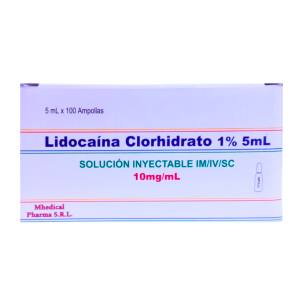 5 mL x 100 Ampollas
Lidocaína Clorhidrato 1% 5mL
SOLUCIÓN INYECTABLE IM/IV/SC
10mg/mL
Mhedical
Pharma S.R.L.